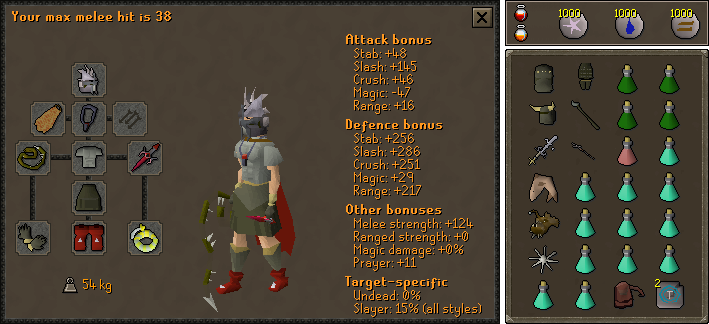 Your max melee hit is 38
54 kg
Attack bonus
Stab: +48
Slash: +145
Crush: +46
Magic: -47
Range: +16
Defence bonus
Stab: +256
Slash: +286
Crush: +251
Magic: +29
Range: +217
Other bonuses
Melee strength: +124
Ranged strength: +0
Magic damage: +0%
Prayer: +11
Target-specific
Undead: 0%
Slayer: 15% (all styles)
1000 1000 1000
2
T